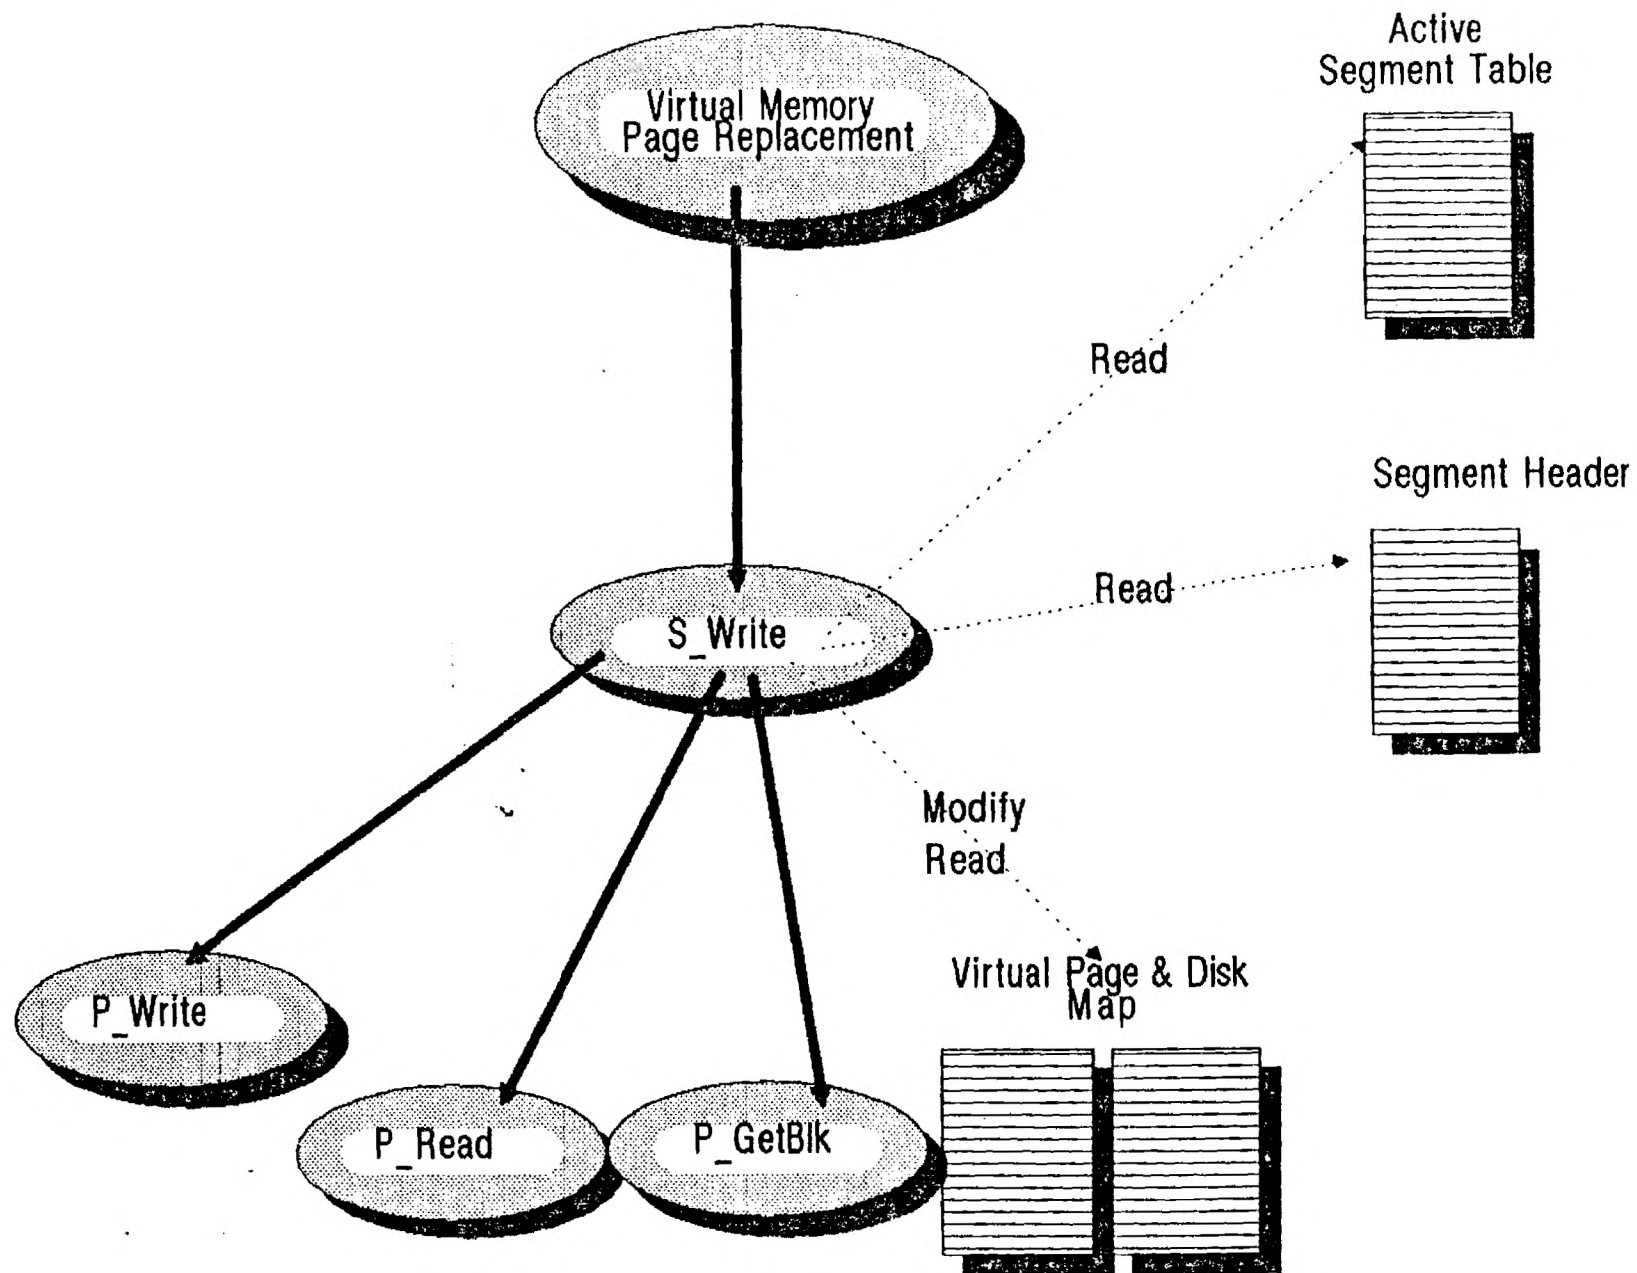 Active
Segment Table
Virtual Memory
Page Replacement
Read
Segment Header
Read
S_Write
Modify
Read
Virtual Page & Disk
Map
P_Write
P_Read
P_GetBlk